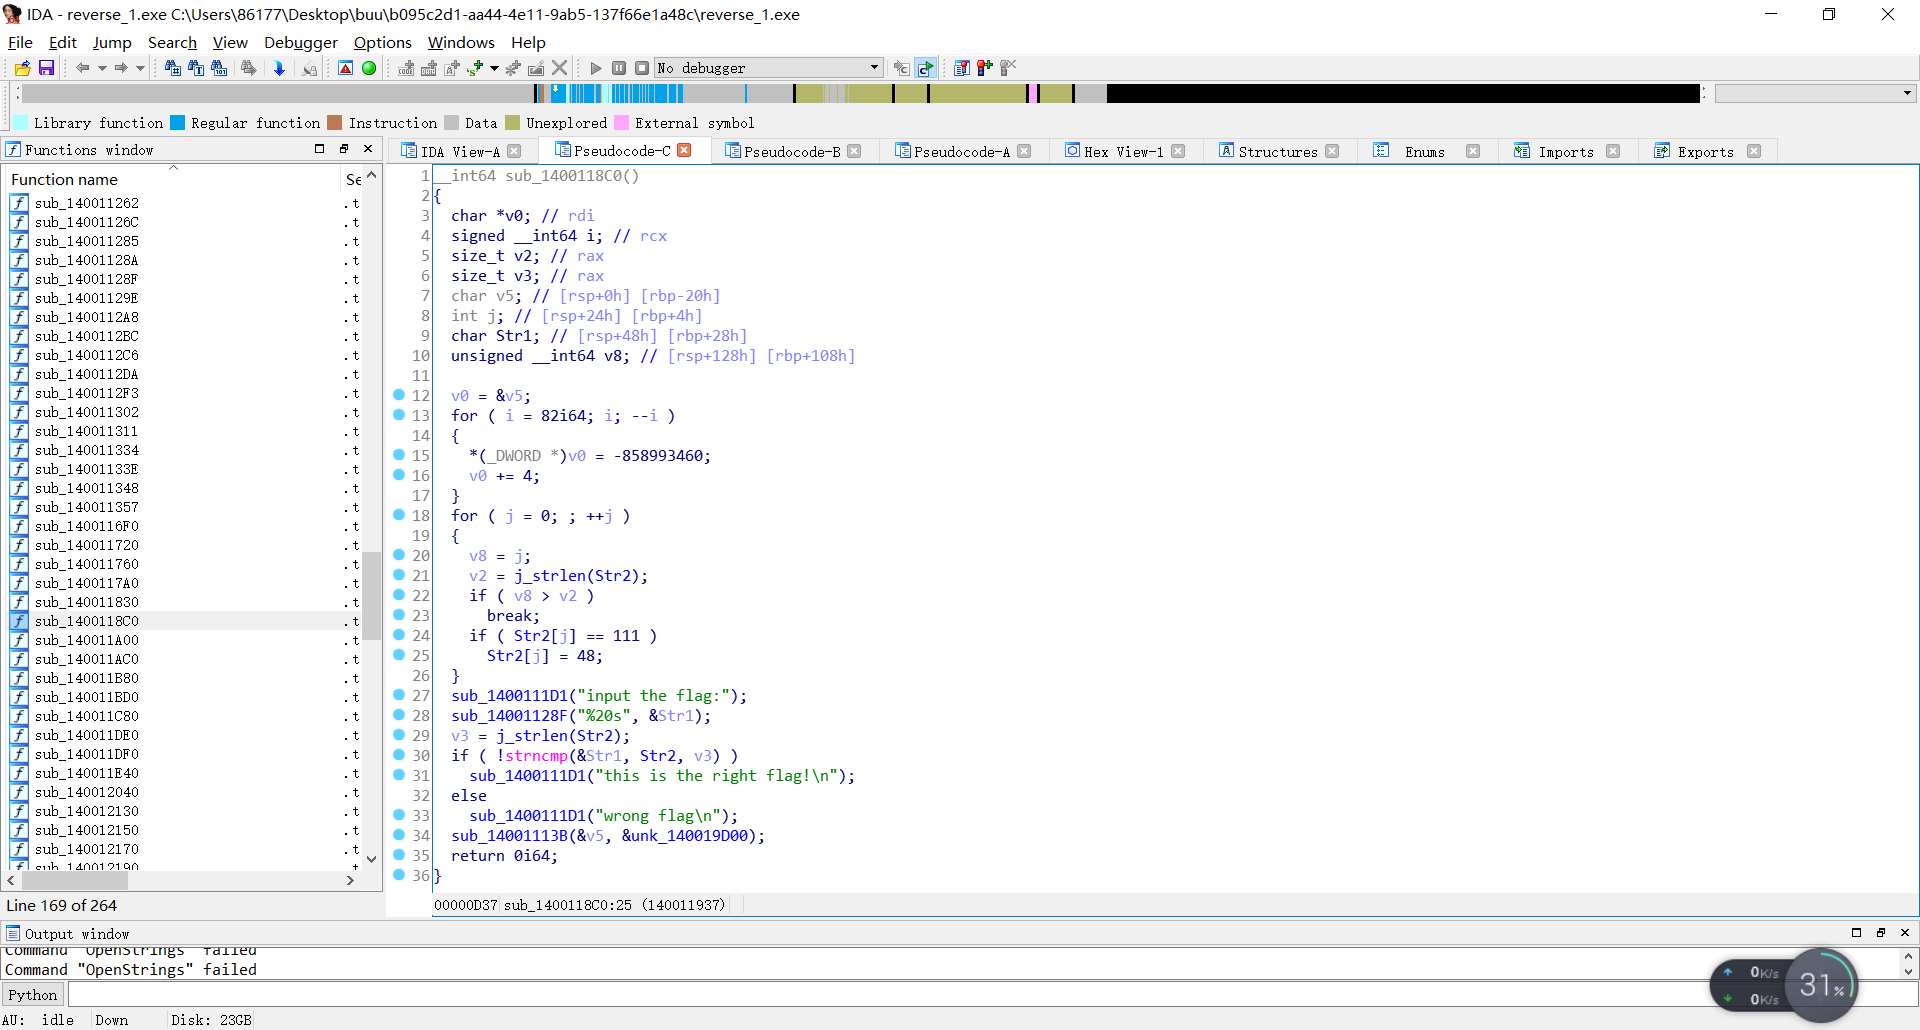 IDA - reverse_1.exe C:\Users\86177\Desktop\buu\b095c2d1-aa44-4e11-9ab5-137f66e1a48c\reverse_1.exe
File Edit Jump Search View Debugger Options Windows Help
No debugger
Library function Regular function Instruction Data Unexplored External symbol
Functions window
IDA View-A Pseudocode-C Pseudocode-B Pseudocode-A Hex View-1 Structures Enums Imports Exports
Function name Se
sub_140011262 .t
sub_14001126C .t
sub_140011285 .t
sub_14001128A .t
sub_14001128F .t
sub_14001129E .t
sub_1400112A8 .t
sub_1400112BC .t
sub_1400112C6 .t
sub_1400112DA .t
sub_1400112F3 .t
sub_140011302 .t
sub_140011311 .t
sub_140011334 .t
sub_14001133E .t
sub_140011348 .t
sub_140011357 .t
sub_1400116F0 .t
sub_140011720 .t
sub_140011760 .t
sub_1400117A0 .t
sub_140011830 .t
sub_1400118C0 .t
sub_140011A00 .t
sub_140011AC0 .t
sub_140011B80 .t
sub_140011BD0 .t
sub_140011C80 .t
sub_140011DE0 .t
sub_140011DF0 .t
sub_140011E40 .t
sub_140012040 .t
sub_140012130 .t
sub_140012150 .t
sub_140012170 .t
sub_140012190 .t
Line 169 of 264
1 __int64 sub_1400118C0()
2 {
3 char *v0; // rdi
4 signed __int64 i; // rcx
5 size_t v2; // rax
6 size_t v3; // rax
7 char v5; // [rsp+0h] [rbp-20h]
8 int j; // [rsp+24h] [rbp+4h]
9 char Str1; // [rsp+48h] [rbp+28h]
10 unsigned __int64 v8; // [rsp+128h] [rbp+108h]
11
12 v0 = &v5;
13 for ( i = 82i64; i; --i )
14 {
15 *(_DWORD *)v0 = -858993460;
16 v0 += 4;
17 }
18 for ( j = 0; ; ++j )
19 {
20 v8 = j;
21 v2 = j_strlen(Str2);
22 if ( v8 > v2 )
23 break;
24 if ( Str2[j] == 111 )
25 Str2[j] = 48;
26 }
27 sub_1400111D1("input the flag:");
28 sub_14001128F("%20s", &Str1);
29 v3 = j_strlen(Str2);
30 if ( !strncmp(&Str1, Str2, v3) )
31 sub_1400111D1("this is the right flag!\n");
32 else
33 sub_1400111D1("wrong flag\n");
34 sub_14001113B(&v5, &unk_140019D00);
35 return 0i64;
36 }
00000D37 sub_1400118C0:25 (140011937)
Output window
Command "OpenStrings" failed
Command "OpenStrings" failed
Python
AU: idle Down Disk: 23GB
0K/s
0K/s
31%